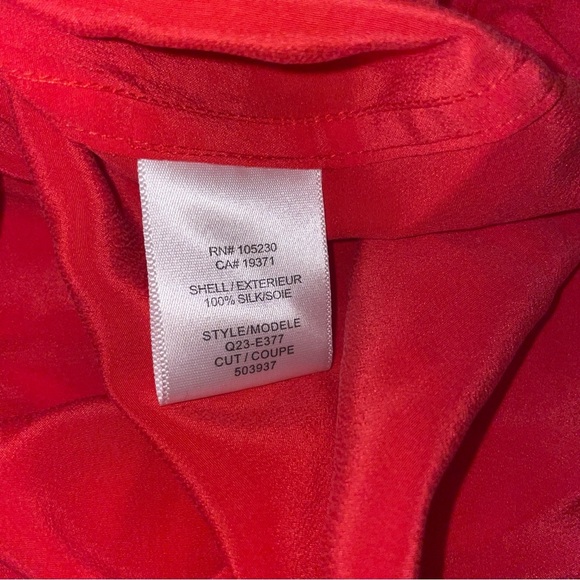 RN# 105230
CA# 19371
SHELL / EXTERIEUR
100% SILK/SOIE
STYLE/MODELE
Q23-E377
CUT / COUPE
503937